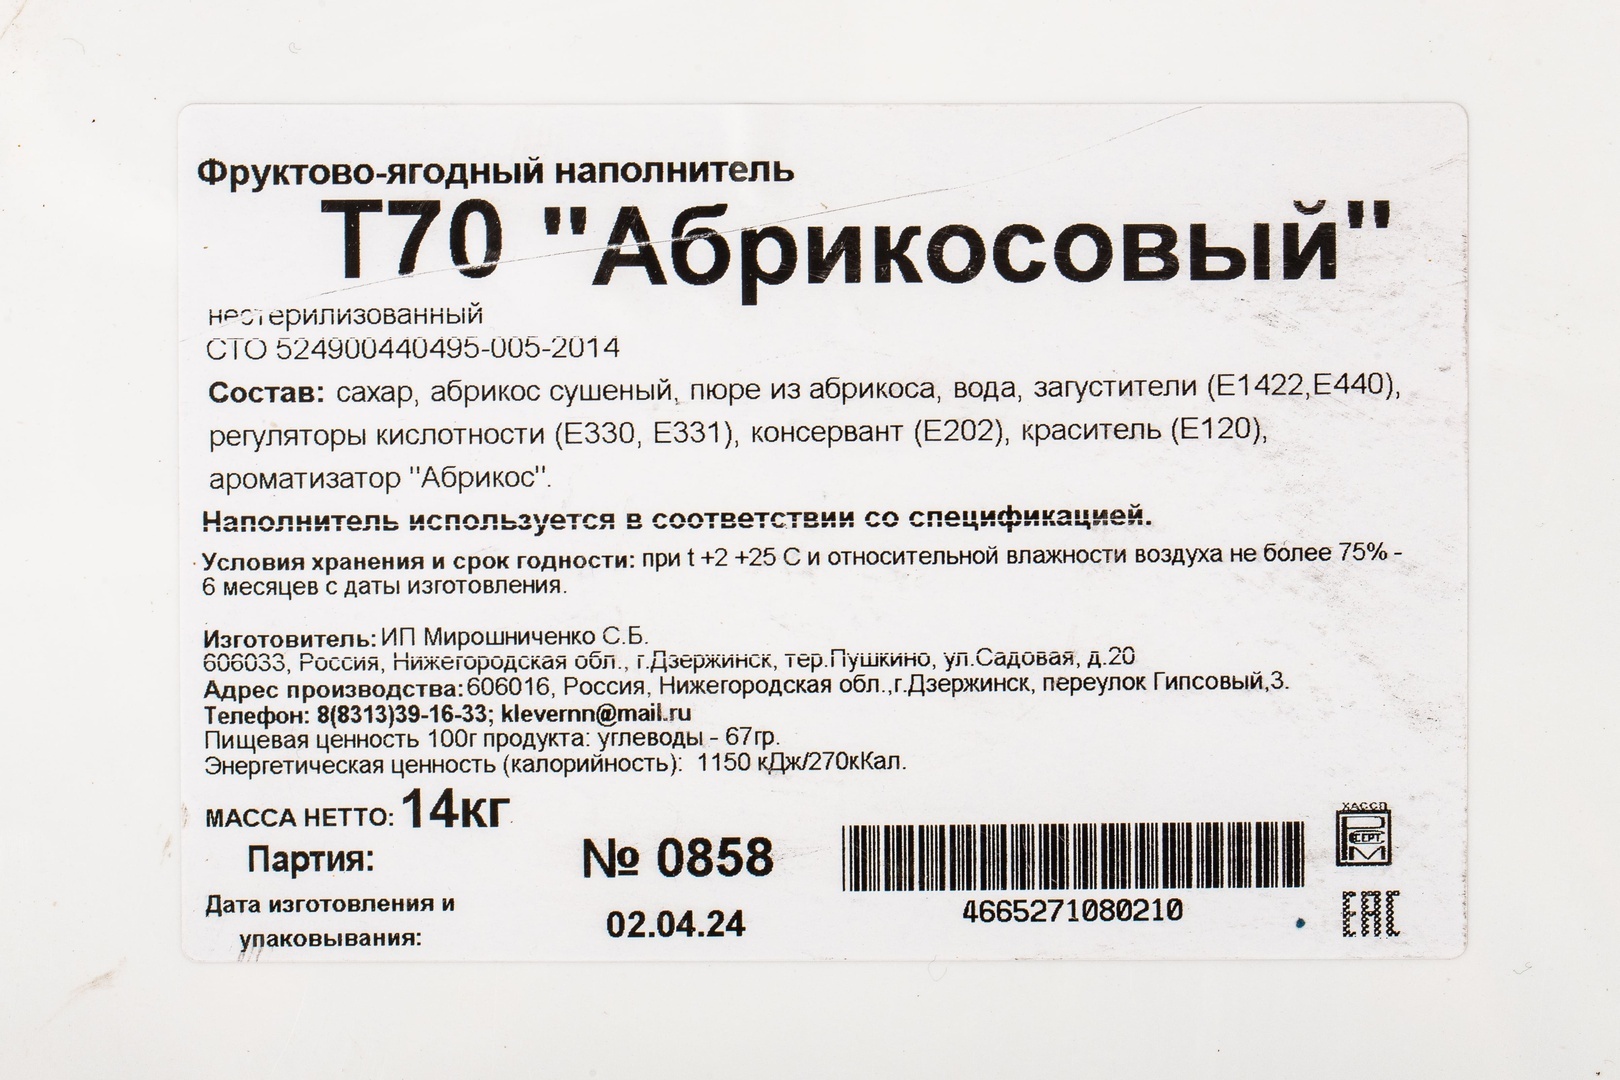 Фруктово-ягодный наполнитель
Т70 "Абрикосовый"
нестерилизованный
СТО 524900440495-005-2014
Состав: сахар, абрикос сушеный, пюре из абрикоса, вода, загустители (Е1422,Е440),
регуляторы кислотности (Е330, Е331), консервант (Е202), краситель (Е120),
ароматизатор "Абрикос".
Наполнитель используется в соответствии со спецификацией.
Условия хранения и срок годности: при t +2 +25 С и относительной влажности воздуха не более 75% -
6 месяцев с даты изготовления.
Изготовитель: ИП Мирошниченко С.Б.
606033, Россия, Нижегородская обл., г.Дзержинск, тер.Пушкино, ул.Садовая, д.20
Адрес производства:606016, Россия, Нижегородская обл.,г.Дзержинск, переулок Гипсовый,3.
Телефон: 8(8313)39-16-33; klevernn@mail.ru
Пищевая ценность 100г продукта: углеводы - 67гр.
Энергетическая ценность (калорийность): 1150 кДж/270кКал.
МАССА НЕТТО: 14кг
Партия: № 0858
Дата изготовления и
упаковывания: 02.04.24
4665271080210
ХАССП
СЕРТ
EAC